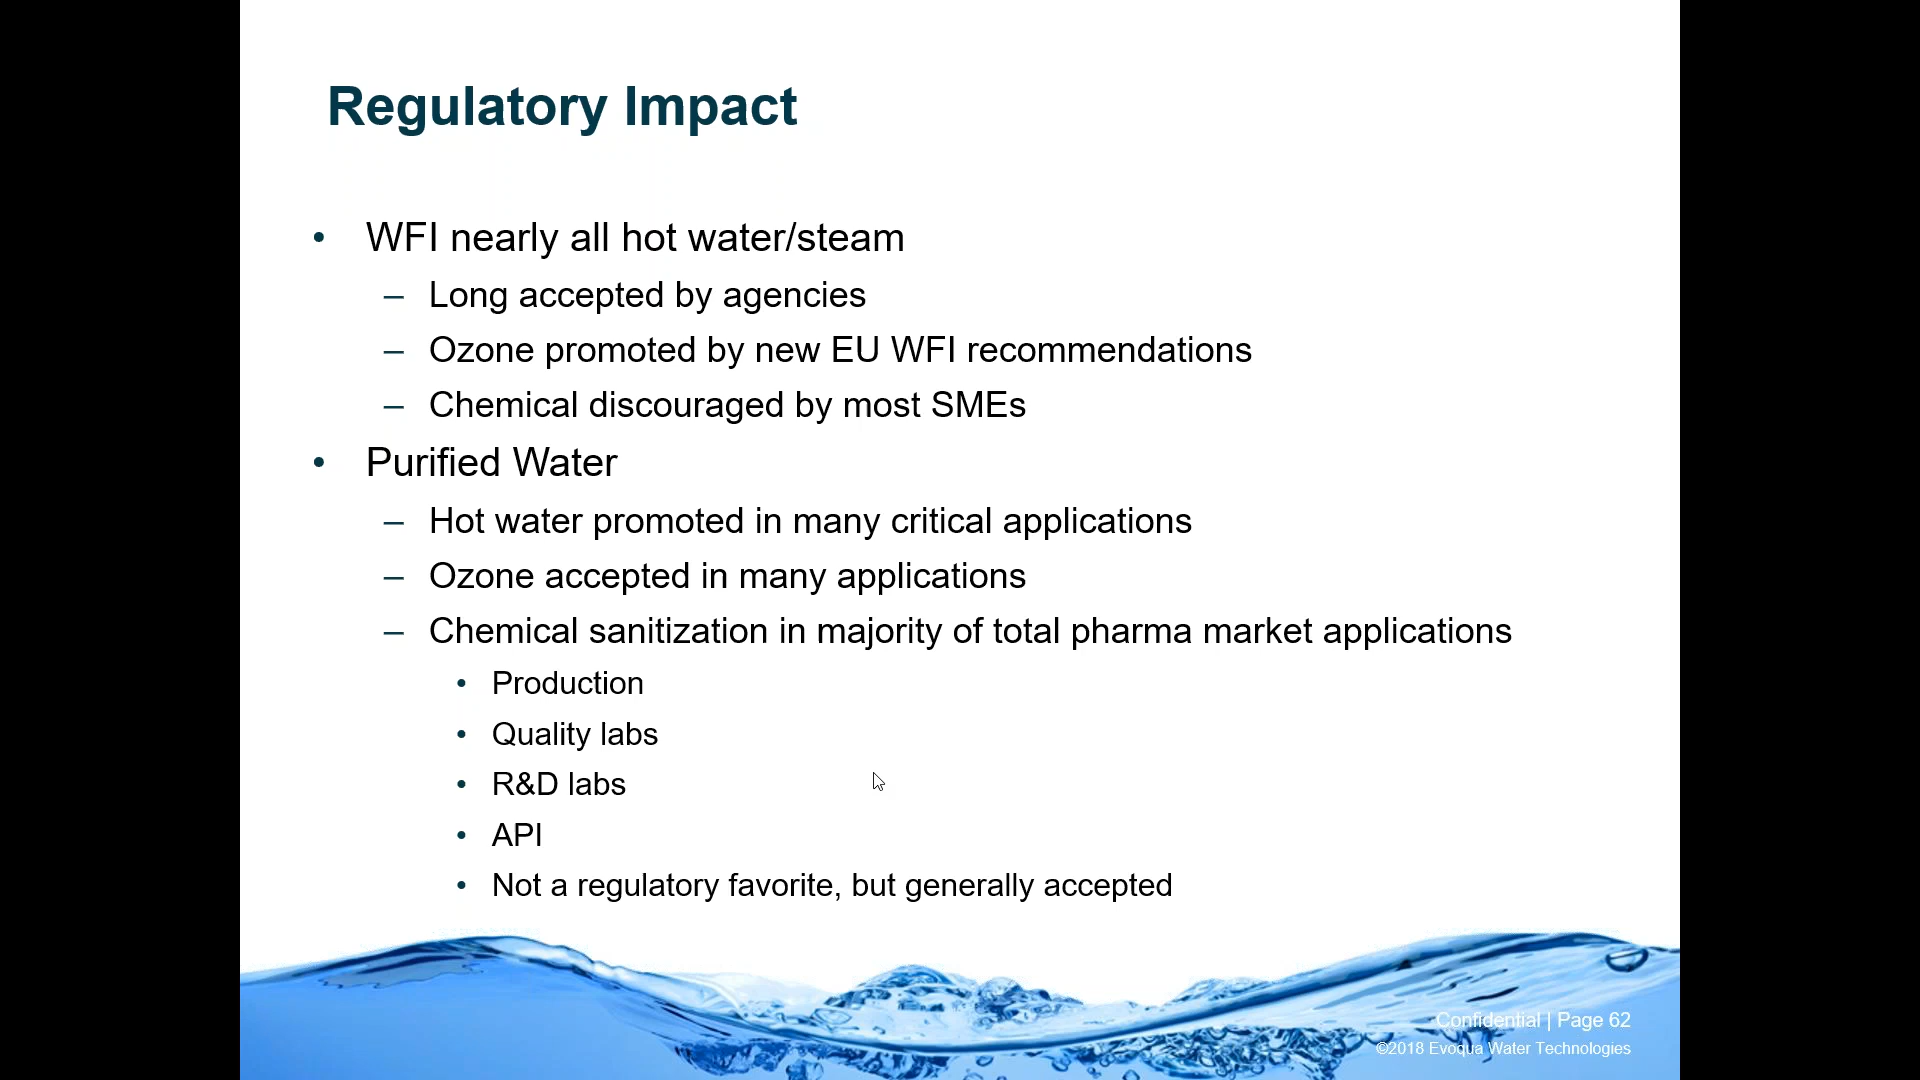 Regulatory Impact
• WFI nearly all hot water/steam
– Long accepted by agencies
– Ozone promoted by new EU WFI recommendations
– Chemical discouraged by most SMEs
• Purified Water
– Hot water promoted in many critical applications
– Ozone accepted in many applications
– Chemical sanitization in majority of total pharma market applications
• Production
• Quality labs
• R&D labs
• API
• Not a regulatory favorite, but generally accepted
Confidential | Page 62
©2018 Evoqua Water Technologies